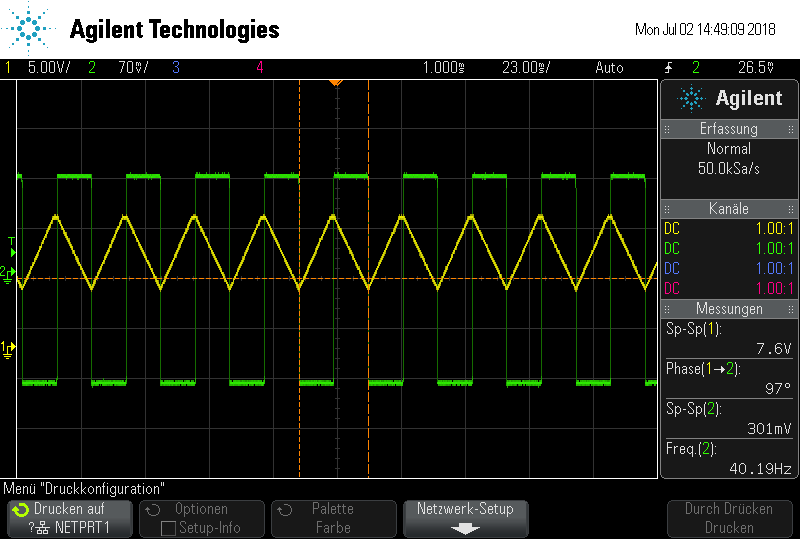 Agilent Technologies
Mon Jul 02 14:49:09 2018
1 5.00V/ 2 70V/ 3 4 1.000s 23.00s/ Auto 2 26.5V
Agilent
Erfassung
Normal
50.0kSa/s
Kanäle
DC 1.00:1
DC 1.00:1
DC 1.00:1
DC 1.00:1
Messungen
Sp-Sp(1):
7.6V
Phase(1→2):
97°
Sp-Sp(2):
301mV
Freq.(2):
40.19Hz
T
2
1
Menü "Druckkonfiguration"
Drucken auf
? NETPRT1
Optionen
Setup-Info
Palette
Farbe
Netzwerk-Setup
Durch Drücken
Drucken